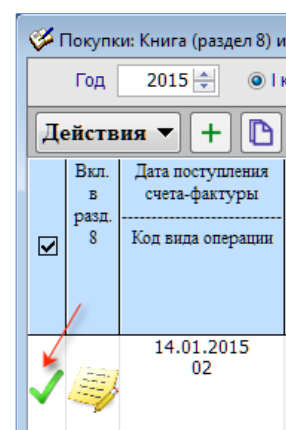 Покупки: Книга (раздел 8) и
Год 2015 I к
Действия
Вкл.
в
разд.
8
Дата поступления
счета-фактуры
Код вида операции
14.01.2015
02